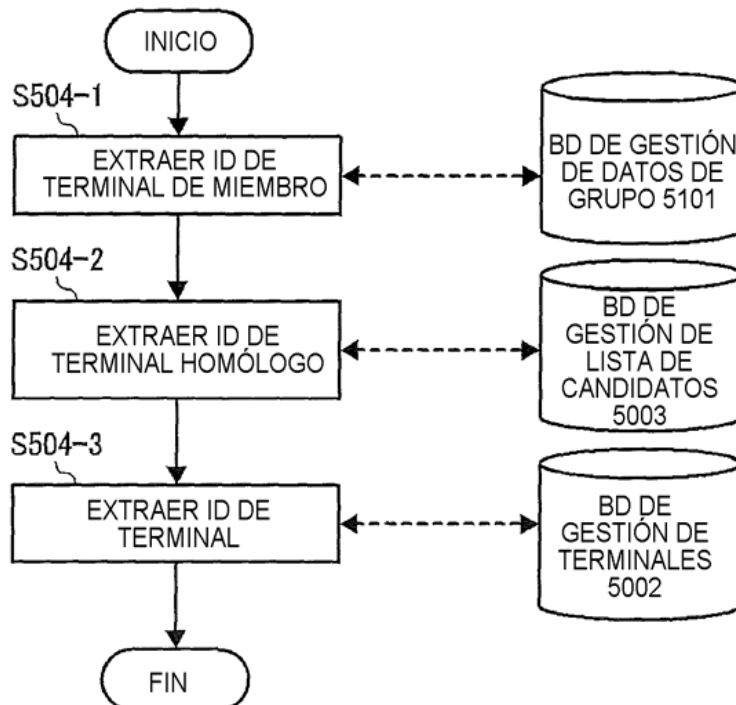 INICIO
S504-1
EXTRAER ID DE
TERMINAL DE MIEMBRO
BD DE GESTIÓN
DE DATOS DE
GRUPO 5101
S504-2
EXTRAER ID DE
TERMINAL HOMÓLOGO
BD DE
GESTIÓN DE
LISTA DE
CANDIDATOS
5003
S504-3
EXTRAER ID DE
TERMINAL
BD DE
GESTIÓN DE
TERMINALES
5002
FIN